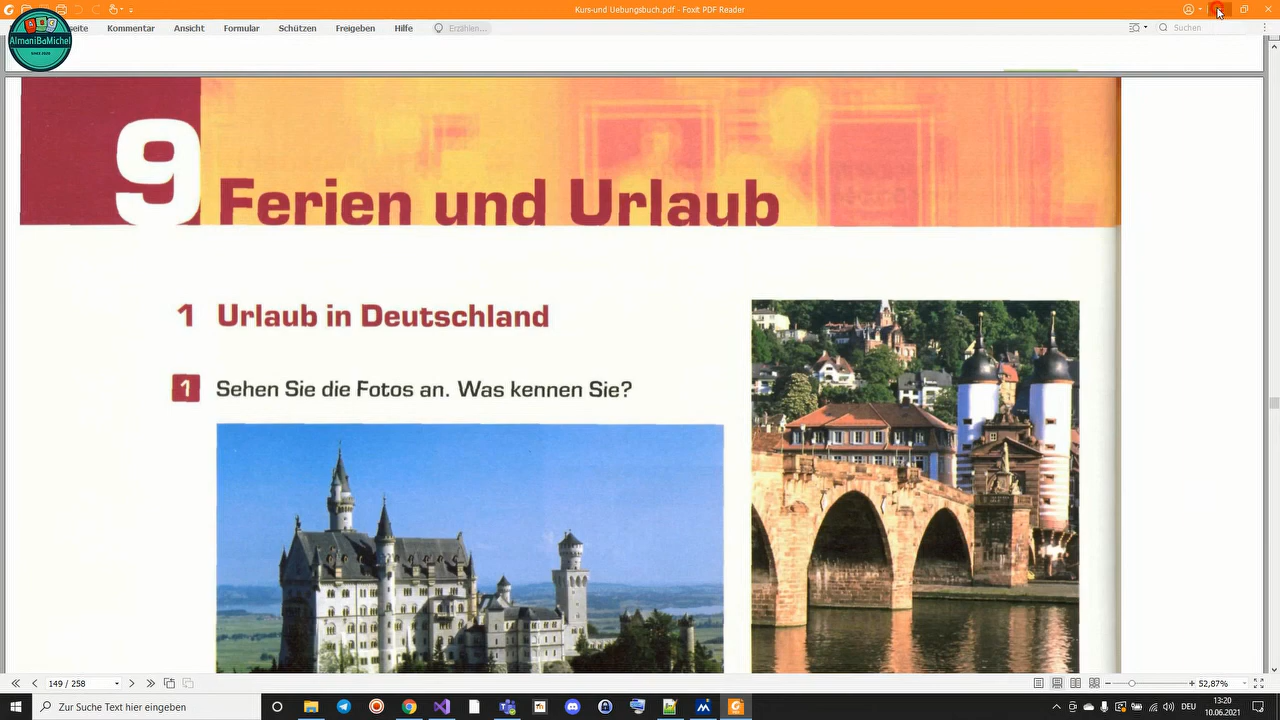 Kurs-und Uebungsbuch.pdf - Foxit PDF Reader
AlmaniBaMichel
SINCE 2020
seite Kommentar Ansicht Formular Schützen Freigeben Hilfe Erzählen... Suchen
9 Ferien und Urlaub
1 Urlaub in Deutschland
1 Sehen Sie die Fotos an. Was kennen Sie?
149 / 258
52,87%
Zur Suche Text hier eingeben
DEU
13:20
10.06.2021